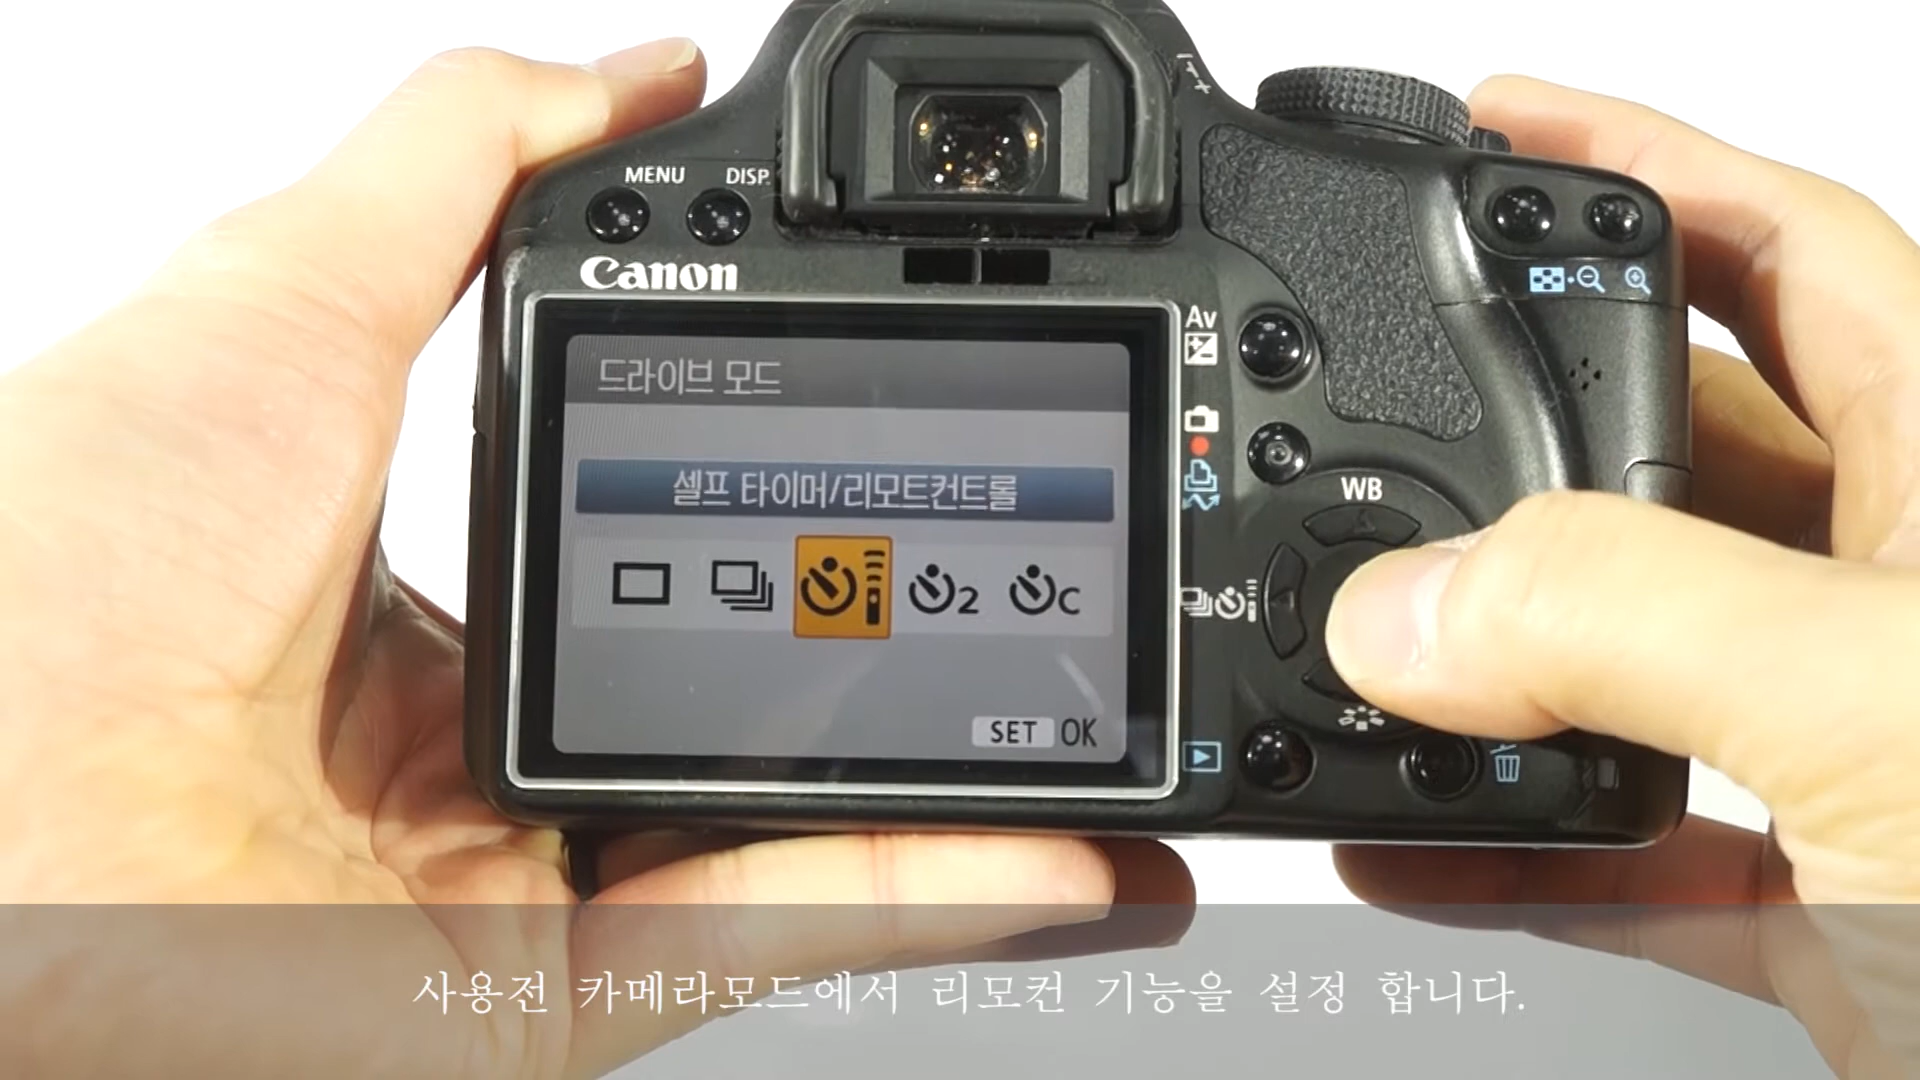 MENU DISP.
Canon
Av
드라이브 모드
셀프 타이머/리모트컨트롤
2 C
WB
SET OK
사용전 카메라모드에서 리모컨 기능을 설정 합니다.